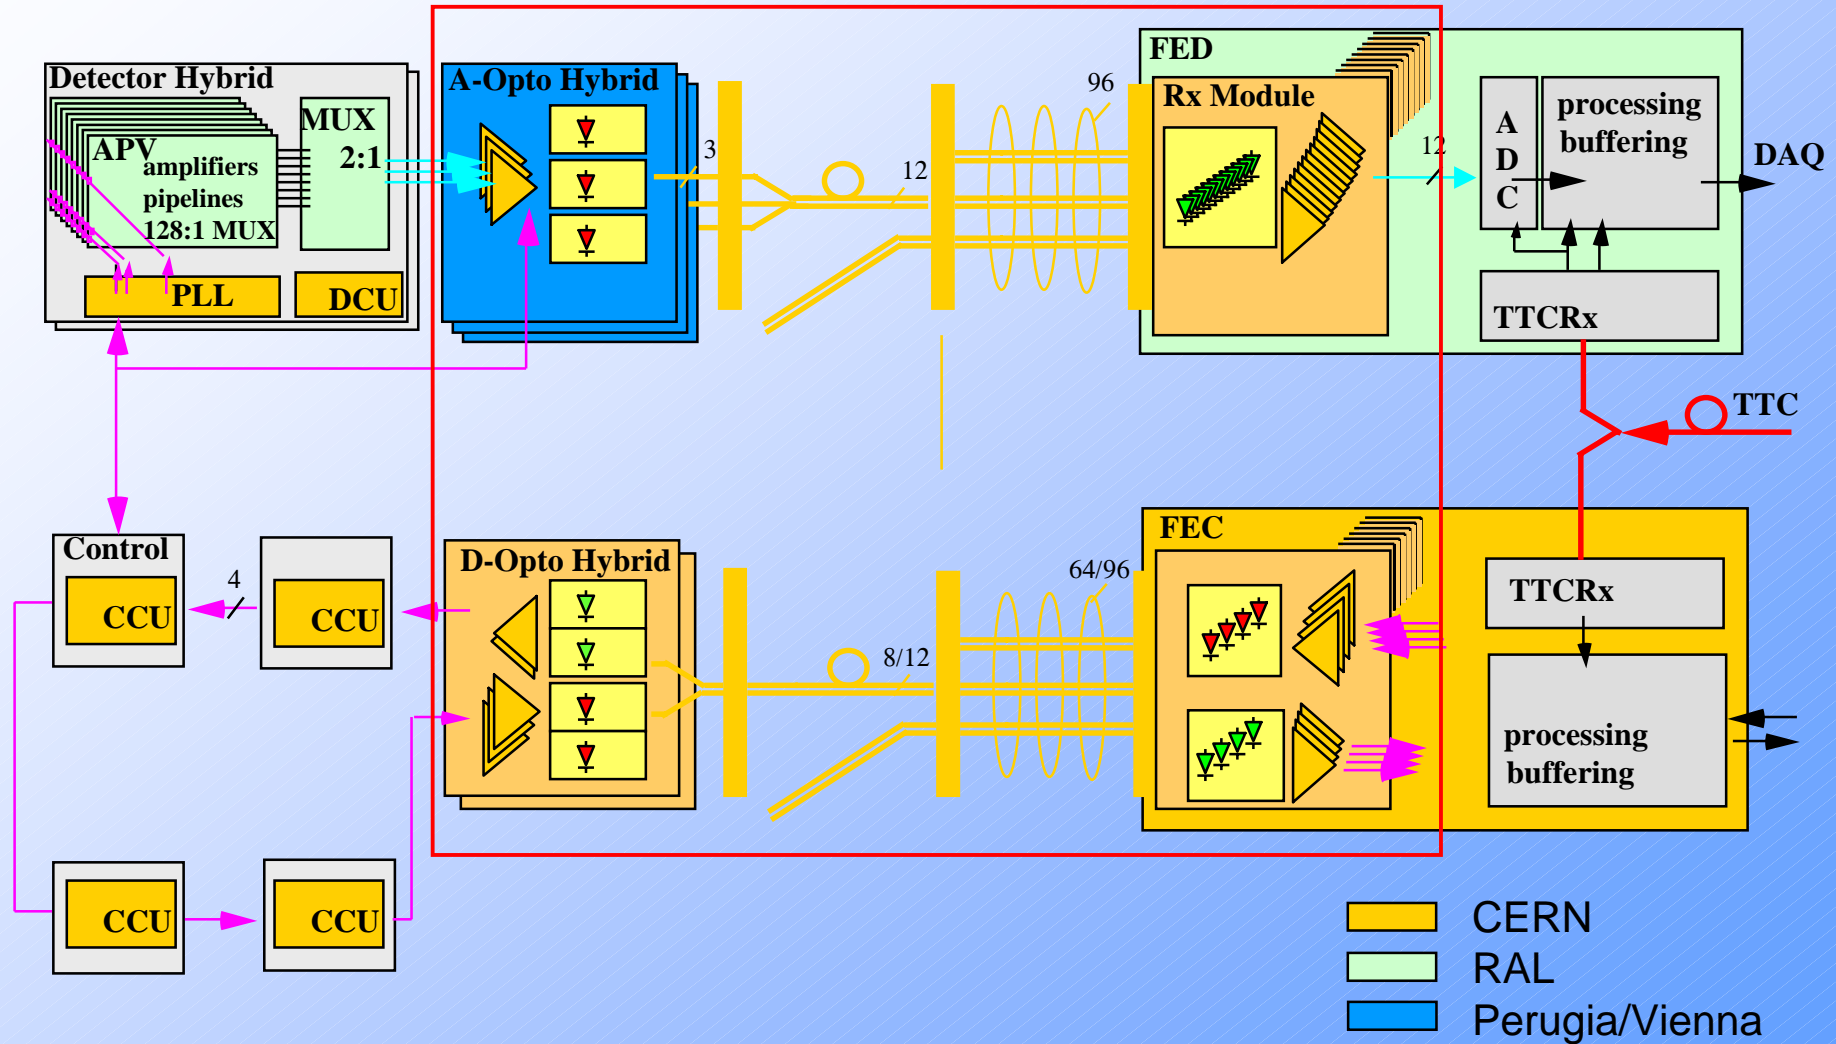 Detector Hybrid
APV
amplifiers
pipelines
128:1 MUX
MUX
2:1
PLL
DCU
A-Opto Hybrid
3
12
96
FED
Rx Module
12
A
D
C
processing
buffering
DAQ
TTCRx
TTC
Control
CCU
4
CCU
CCU
CCU
D-Opto Hybrid
8/12
64/96
FEC
TTCRx
processing
buffering
CERN
RAL
Perugia/Vienna